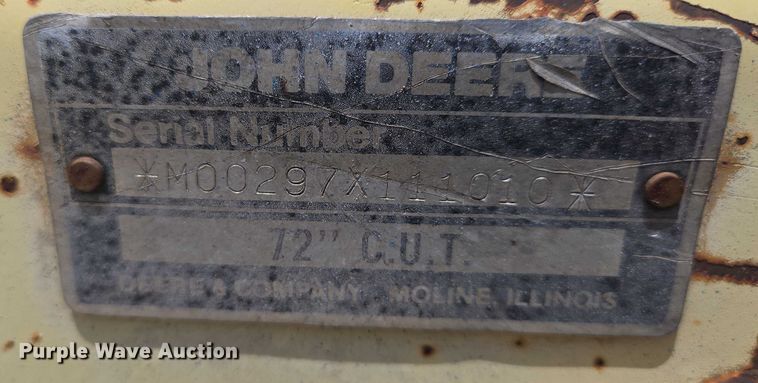 JOHN DEERE
Serial Number
*M00297X111010*
72" C.U.T.
DEERE & COMPANY MOLINE, ILLINOIS
Purple Wave Auction